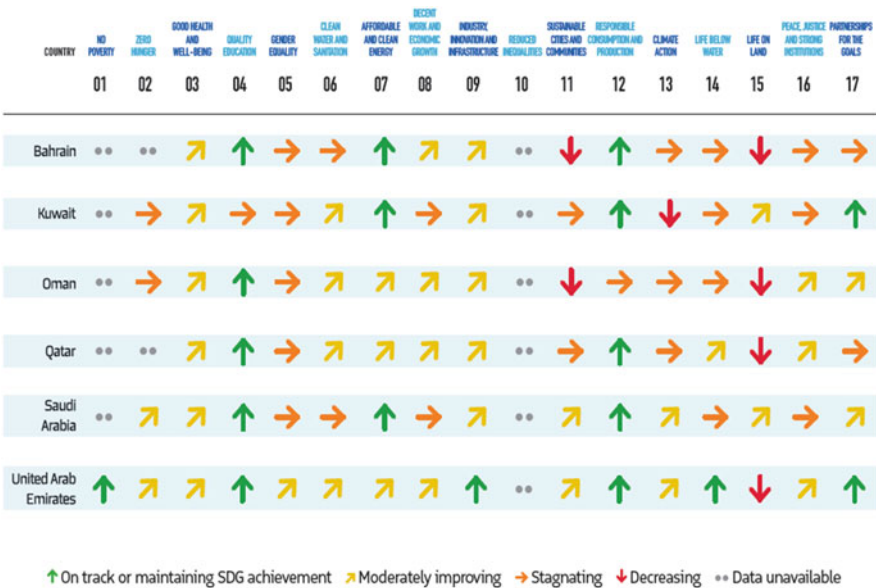 COUNTRY
NO
POVERTY
ZERO
HUNGER
GOOD HEALTH
AND
WELL-BEING
QUALITY
EDUCATION
GENDER
EQUALITY
CLEAN
WATER AND
SANITATION
AFFORDABLE
AND CLEAN
ENERGY
DECENT
WORK AND
ECONOMIC
GROWTH
INDUSTRY,
INNOVATION AND
INFRASTRUCTURE
REDUCED
INEQUALITIES
SUSTAINABLE
CITIES AND
COMMUNITIES
RESPONSIBLE
CONSUMPTION AND
PRODUCTION
CLIMATE
ACTION
LIFE BELOW
WATER
LIFE ON
LAND
PEACE, JUSTICE
AND STRONG
INSTITUTIONS
PARTNERSHIPS
FOR THE
GOALS
01 02 03 04 05 06 07 08 09 10 11 12 13 14 15 16 17
Bahrain
Kuwait
Oman
Qatar
Saudi
Arabia
United Arab
Emirates
On track or maintaining SDG achievement Moderately improving Stagnating Decreasing Data unavailable